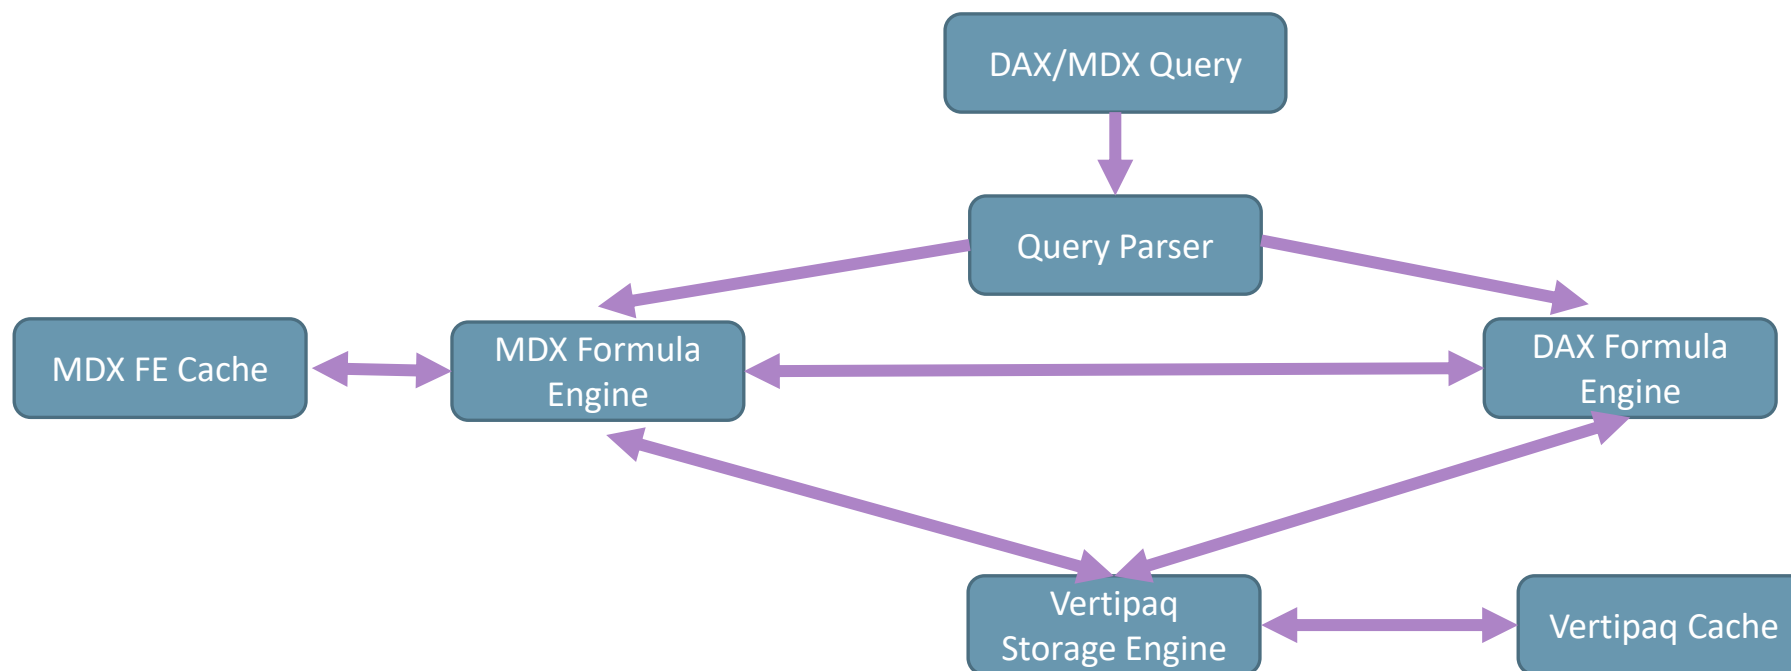 DAX/MDX Query
Query Parser
MDX FE Cache
MDX Formula
Engine
DAX Formula
Engine
Vertipaq
Storage Engine
Vertipaq Cache